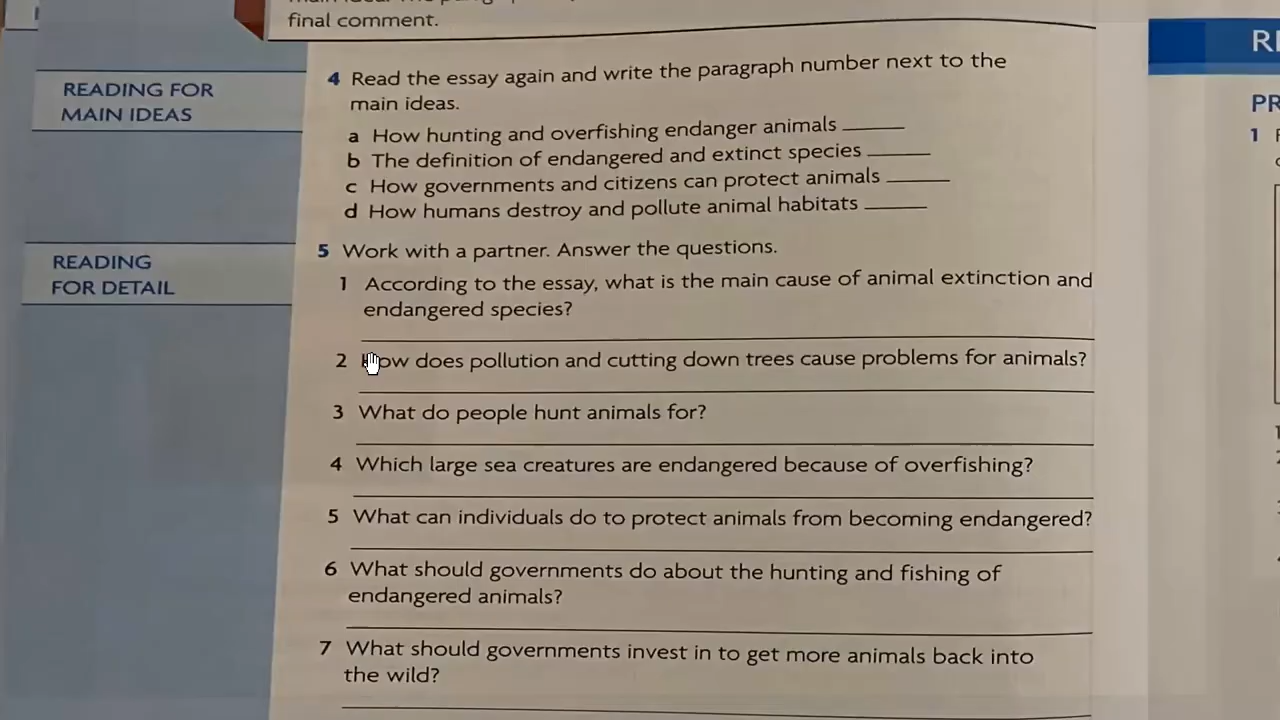 final comment.
READING FOR
MAIN IDEAS
4 Read the essay again and write the paragraph number next to the
main ideas.
a How hunting and overfishing endanger animals
b The definition of endangered and extinct species
c How governments and citizens can protect animals
d How humans destroy and pollute animal habitats
READING
FOR DETAIL
5 Work with a partner. Answer the questions.
1 According to the essay, what is the main cause of animal extinction and
endangered species?
2 How does pollution and cutting down trees cause problems for animals?
3 What do people hunt animals for?
4 Which large sea creatures are endangered because of overfishing?
5 What can individuals do to protect animals from becoming endangered?
6 What should governments do about the hunting and fishing of
endangered animals?
7 What should governments invest in to get more animals back into
the wild?
PR
1